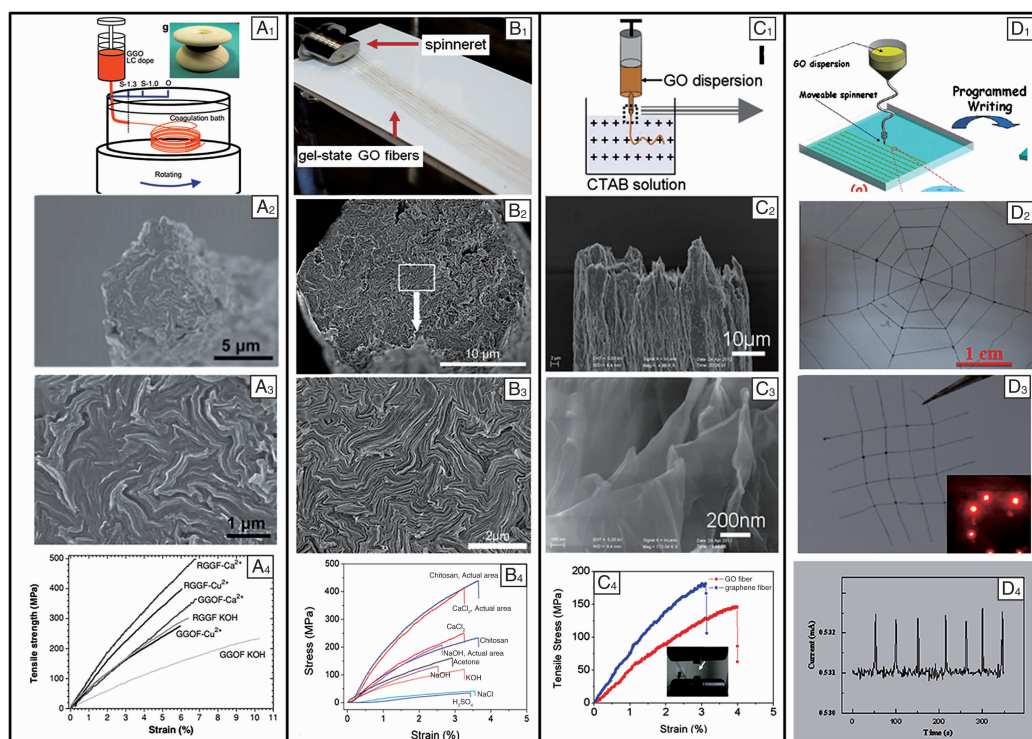 A1
g
GGO
LC dope
S-1.3 S-1.0 O
Coagulation bath
Rotating
B1
spinneret
gel-state GO fibers
C1
GO dispersion
CTAB solution
D1
GO dispersion
Moveable spinneret
Programmed
Writing
A2
5 µm
B2
10 µm
C2
10µm
D2
1 cm
A3
1 µm
B3
2µm
C3
200nm
D3
A4
Tensile strength (MPa)
500
400
300
200
100
0
RGGF-Ca2+
RGGF-Cu2+
GGOF-Ca2+
RGGF KOH
GGOF-Cu2+
GGOF KOH
0 1 2 3 4 5 6 7 8 9 10 11
Strain (%)
B4
Stress (MPa)
400
300
200
100
0
Chitosan, Actual area
CaCl2, Actual area
CaCl2
Chitosan
NaOH, Actual area
Acetone
NaOH
KOH
NaCl
H2SO4
0 1 2 3 4 5 6
Strain (%)
C4
Tensile Stress (MPa)
200
150
100
50
0
GO fiber
graphene fiber
0 1 2 3 4
Strain (%)
D4
Current (mA)
0.532
0.531
0.530
0 100 200 300
Time (s)